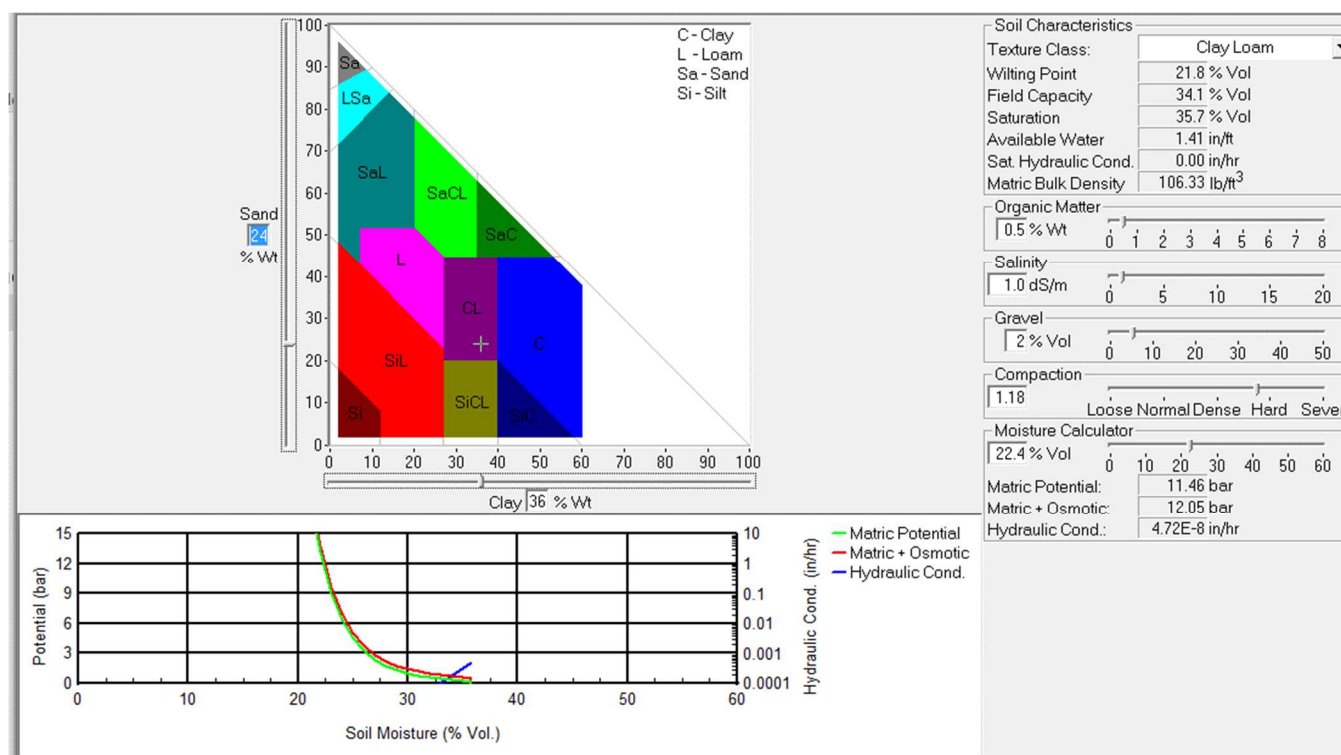 100
90
80
70
60
50
40
30
20
10
0
Sand
24
% Wt
Sa
LSa
SaL
SaCL
SaC
L
CL
C
SiL
SiCL
SiC
Si
C - Clay
L - Loam
Sa - Sand
Si - Silt
0 10 20 30 40 50 60 70 80 90 100
Clay 36 % Wt
Soil Characteristics
Texture Class: Clay Loam
Wilting Point 21.8 % Vol
Field Capacity 34.1 % Vol
Saturation 35.7 % Vol
Available Water 1.41 in/ft
Sat. Hydraulic Cond. 0.00 in/hr
Matric Bulk Density 106.33 lb/ft³
Organic Matter
0.5 % Wt
0 1 2 3 4 5 6 7 8
Salinity
1.0 dS/m
0 5 10 15 20
Gravel
2 % Vol
0 10 20 30 40 50
Compaction
1.18
Loose Normal Dense Hard Sever
Moisture Calculator
22.4 % Vol
0 10 20 30 40 50 60
Matric Potential: 11.46 bar
Matric + Osmotic: 12.05 bar
Hydraulic Cond.: 4.72E-8 in/hr
Potential (bar)
15
12
9
6
3
0
0 10 20 30 40 50 60
Soil Moisture (% Vol.)
10
1
0.1
0.01
0.001
0.0001
Hydraulic Cond. (in/hr)
Matric Potential
Matric + Osmotic
Hydraulic Cond.